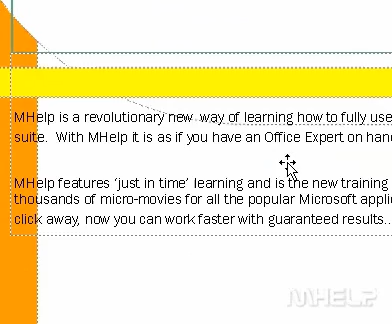 MHelp is a revolutionary new way of learning how to fully use
suite. With MHelp it is as if you have an Office Expert on hand
MHelp features 'just in time' learning and is the new training
thousands of micro-movies for all the popular Microsoft appli
click away, now you can work faster with guaranteed results...
MHELP